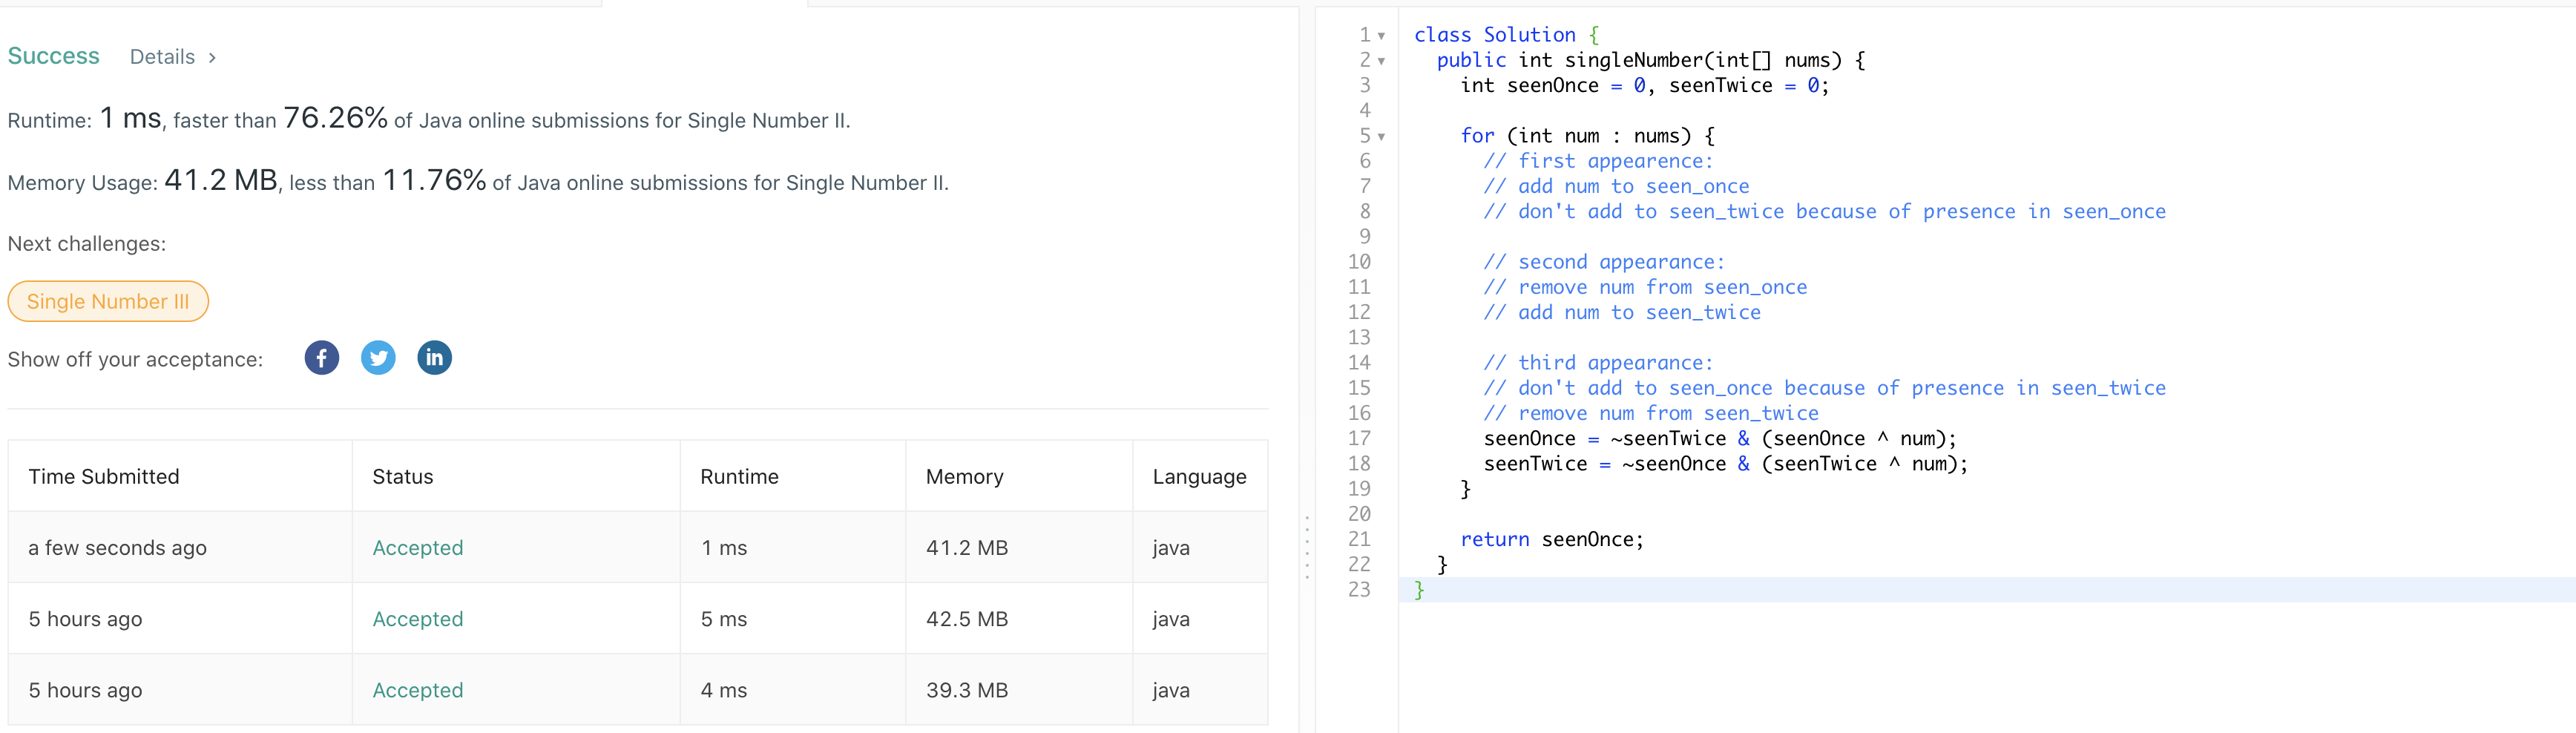 Success Details >
Runtime: 1 ms, faster than 76.26% of Java online submissions for Single Number II.
Memory Usage: 41.2 MB, less than 11.76% of Java online submissions for Single Number II.
Next challenges:
Single Number III
Show off your acceptance:
Time Submitted Status Runtime Memory Language
a few seconds ago Accepted 1 ms 41.2 MB java
5 hours ago Accepted 5 ms 42.5 MB java
5 hours ago Accepted 4 ms 39.3 MB java
1 class Solution {
2 public int singleNumber(int[] nums) {
3 int seenOnce = 0, seenTwice = 0;
4
5 for (int num : nums) {
6 // first appearence:
7 // add num to seen_once
8 // don't add to seen_twice because of presence in seen_once
9
10 // second appearance:
11 // remove num from seen_once
12 // add num to seen_twice
13
14 // third appearance:
15 // don't add to seen_once because of presence in seen_twice
16 // remove num from seen_twice
17 seenOnce = ~seenTwice & (seenOnce ^ num);
18 seenTwice = ~seenOnce & (seenTwice ^ num);
19 }
20
21 return seenOnce;
22 }
23 }